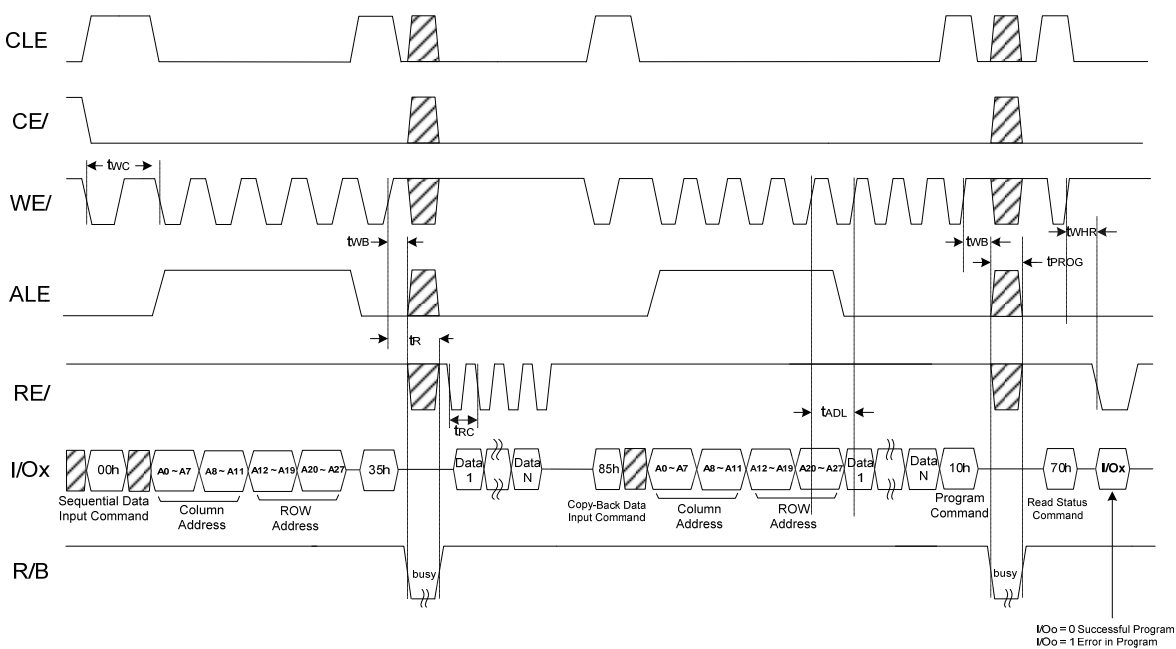 CLE
CE/
tWC
WE/
tWB
tWB
tWHR
tPROG
ALE
tR
RE/
tRC
tADL
I/Ox
00h
A0 ~ A7
A8 ~ A11
A12 ~ A19
A20 ~ A27
35h
Data 1
Data N
85h
A0 ~ A7
A8 ~ A11
A12 ~ A19
A20 ~ A27
Data 1
Data N
10h
70h
I/Ox
Sequential Data
Input Command
Column
Address
ROW
Address
Copy-Back Data
Input Command
Column
Address
ROW
Address
Program
Command
Read Status
Command
R/B
busy
busy
I/Oo = 0 Successful Program
I/Oo = 1 Error in Program